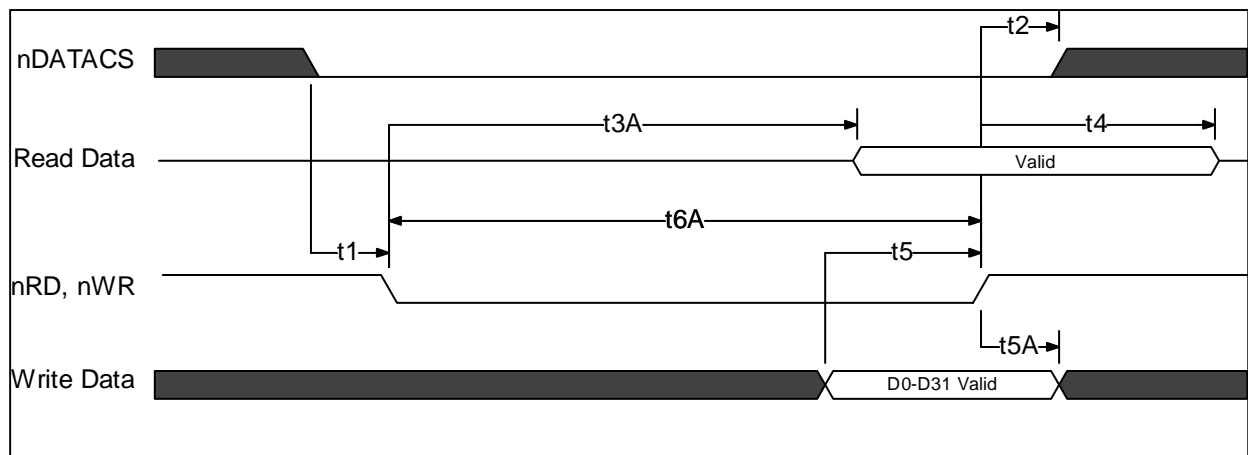 t2
nDATACS
t3A
t4
Read Data
Valid
t6A
t1
t5
nRD, nWR
t5A
Write Data
D0-D31 Valid